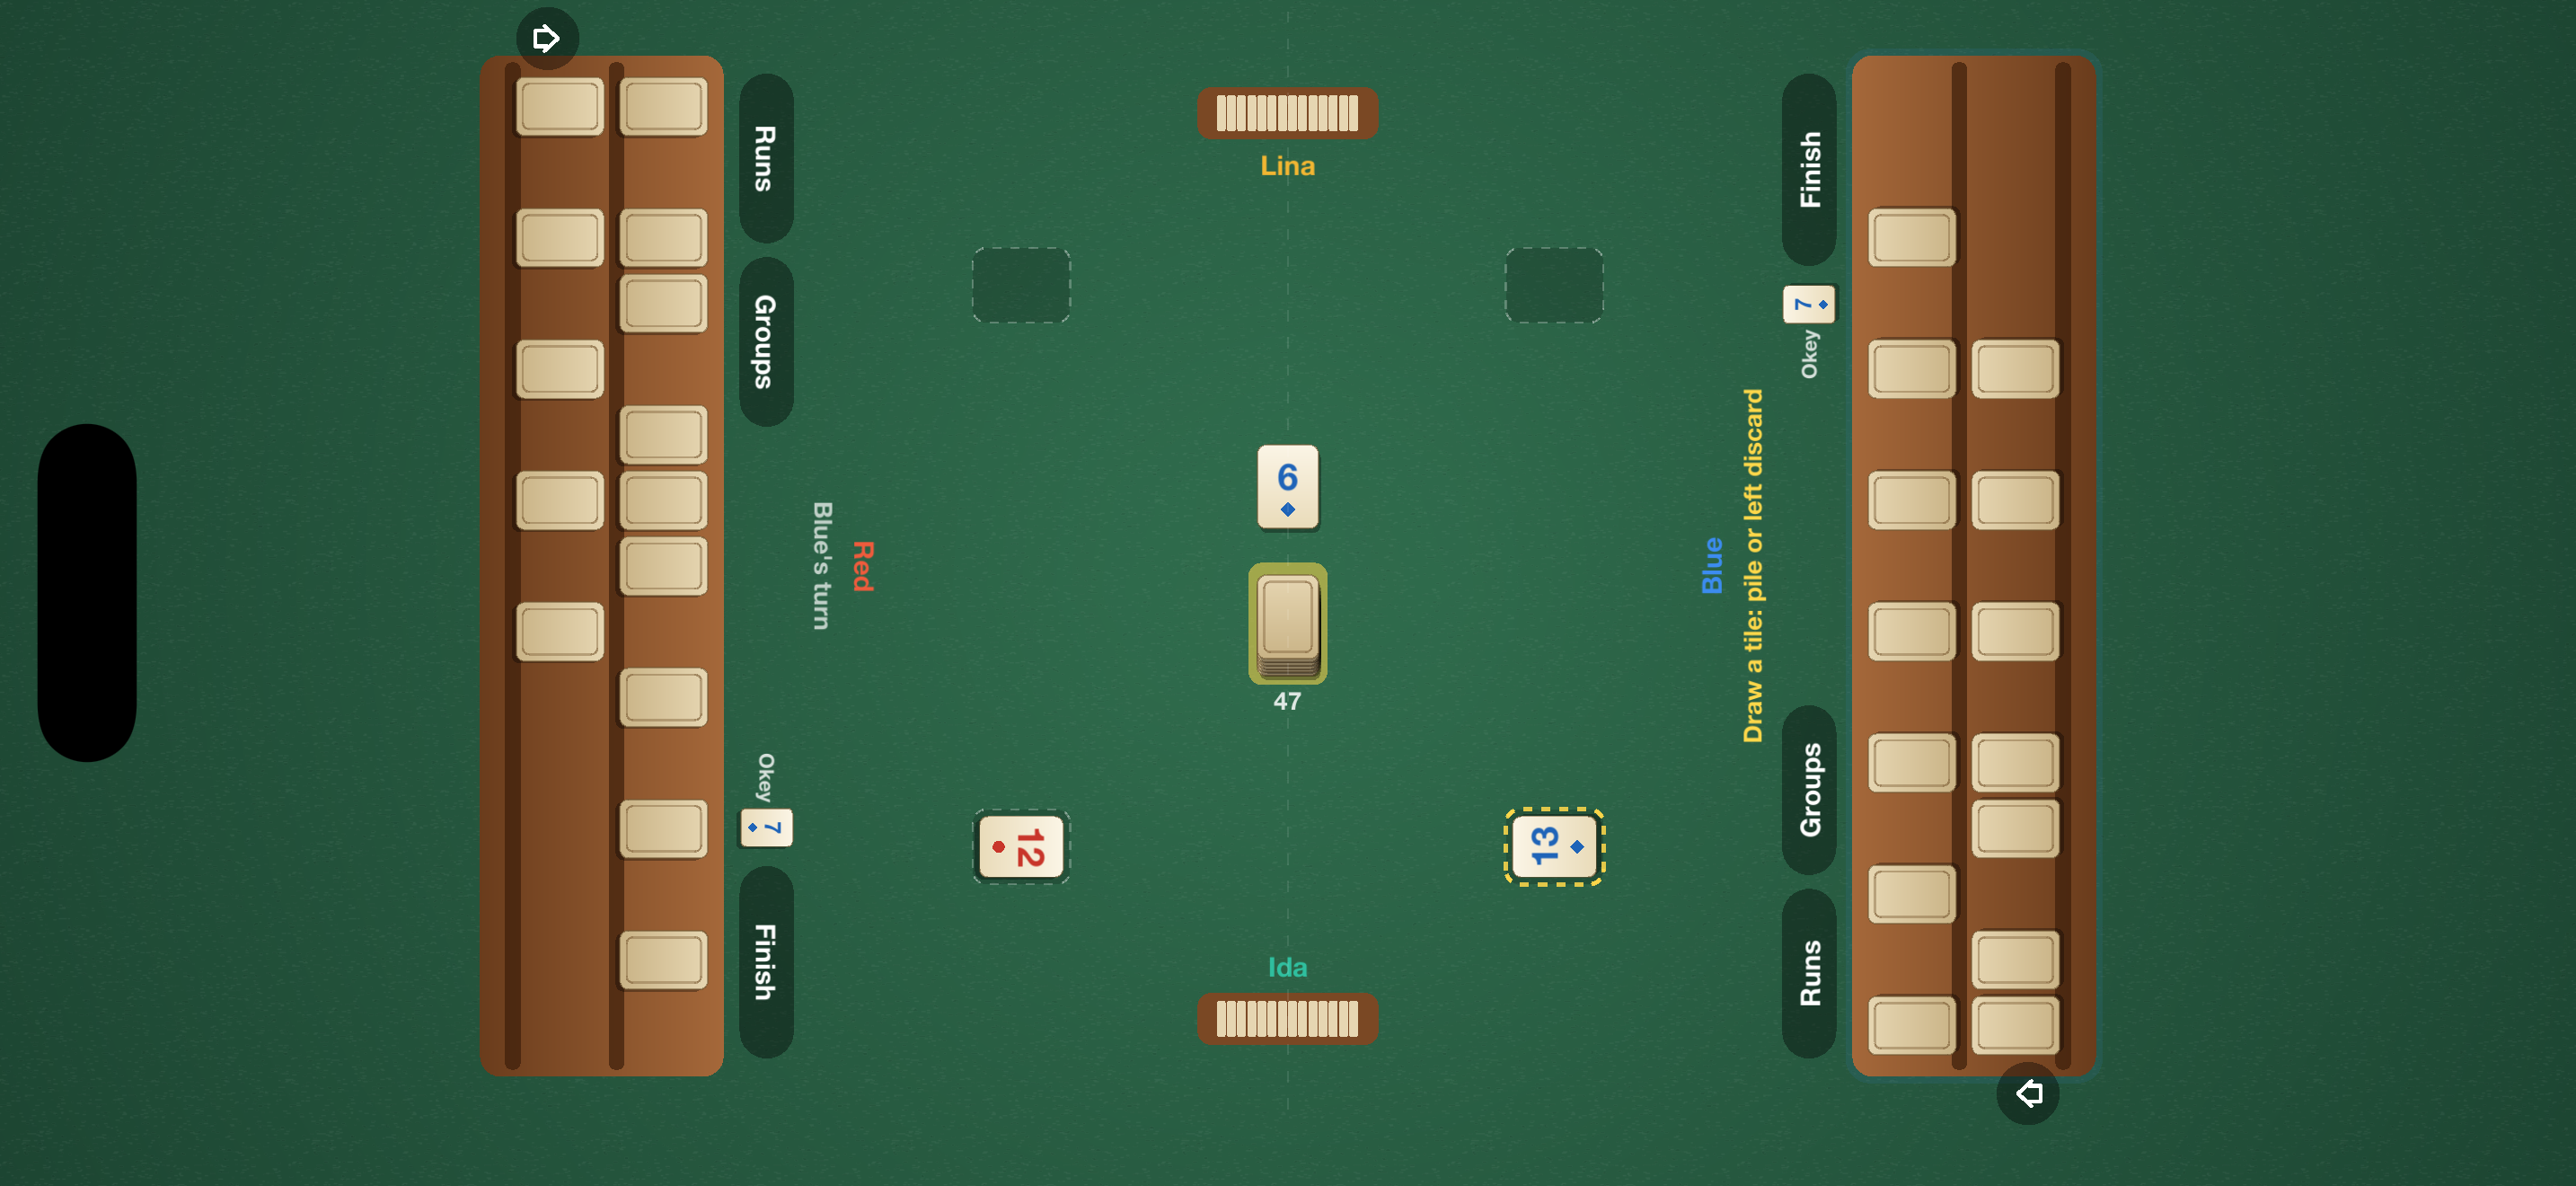 Runs
Groups
Okey
7
Finish
Blue's turn
Red
Lina
6
47
12
13
Ida
Blue
Draw a tile: pile or left discard
Finish
7
Okey
Groups
Runs